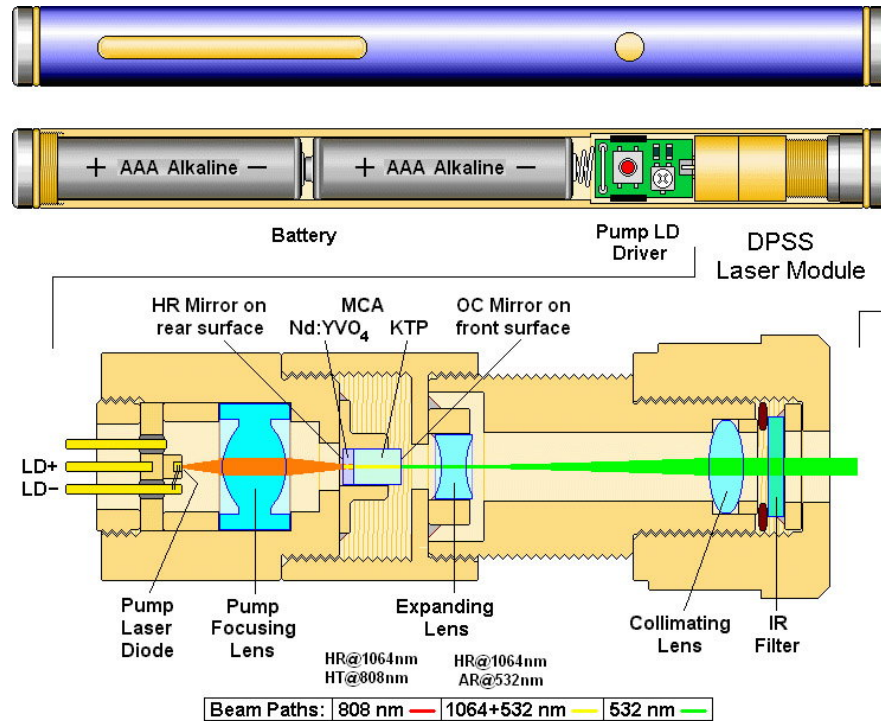 + AAA Alkaline −
+ AAA Alkaline −
Battery
Pump LD
Driver
DPSS
Laser Module
HR Mirror on
rear surface
MCA
Nd:YVO4
KTP
OC Mirror on
front surface
LD+
LD−
Pump
Laser
Diode
Pump
Focusing
Lens
Expanding
Lens
Collimating
Lens
IR
Filter
HR@1064nm
HT@808nm
HR@1064nm
AR@532nm
Beam Paths: 808 nm 1064+532 nm 532 nm